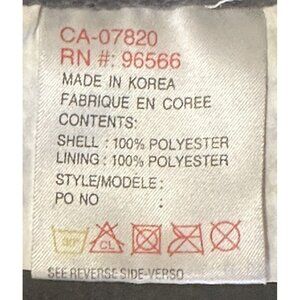 CA-07820
RN #: 96566
MADE IN KOREA
FABRIQUE EN COREE
CONTENTS:
SHELL : 100% POLYESTER
LINING : 100% POLYESTER
STYLE/MODELE :
PO NO :
30° CL
SEE REVERSE SIDE-VERSO